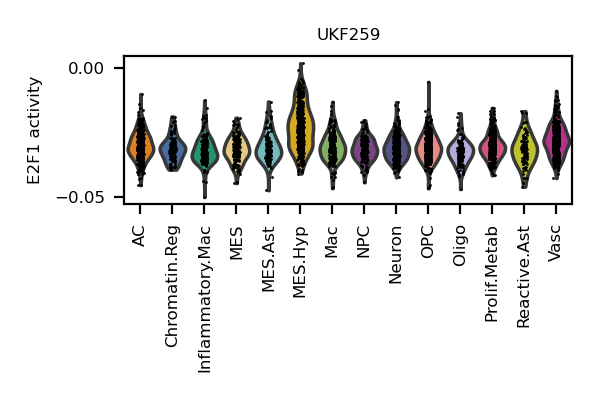 UKF259
E2F1 activity
0.00
−0.05
AC
Chromatin.Reg
Inflammatory.Mac
MES
MES.Ast
MES.Hyp
Mac
NPC
Neuron
OPC
Oligo
Prolif.Metab
Reactive.Ast
Vasc